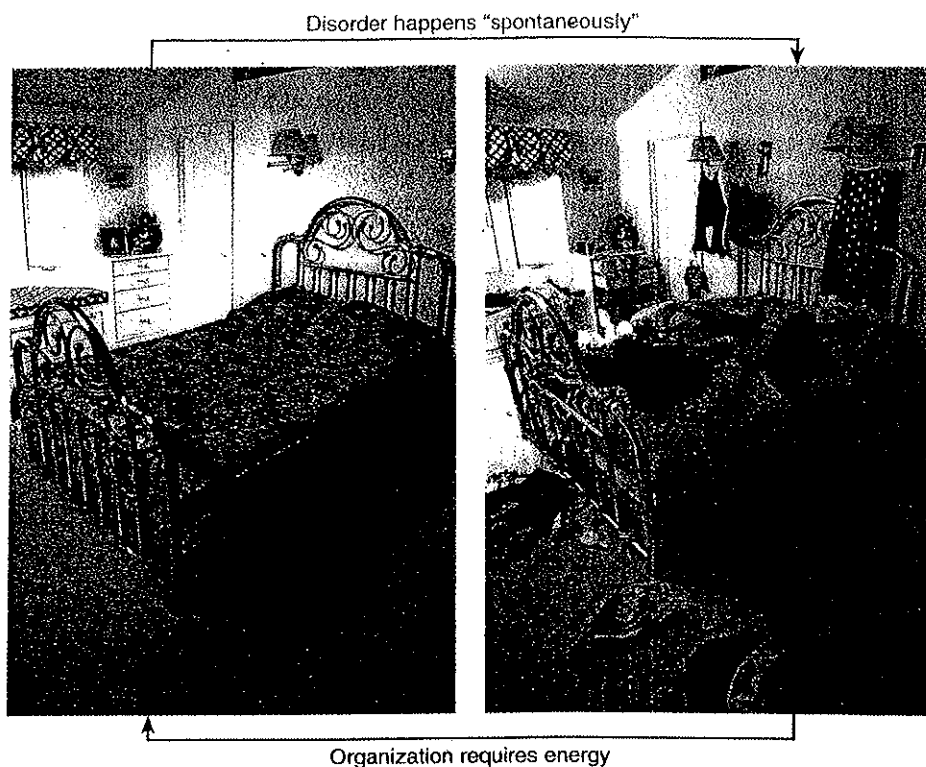 Disorder happens “spontaneously”
Organization requires energy